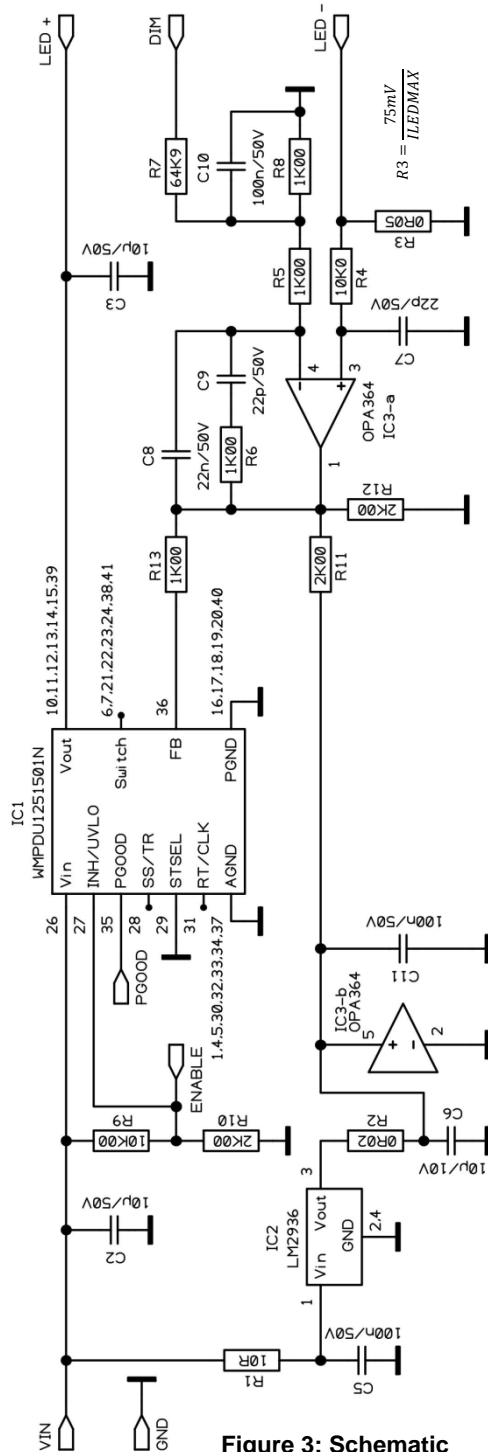 LED +
DIM
LED -
R3 = 75mV / ILEDMAX
R7
64K9
C10
100n/50V
R8
1K00
C3
10µ/50V
R5
1K00
R4
10K0
R3
0R05
C7
22p/50V
C8
22n/50V
C9
22p/50V
1K00
R6
4
3
1
OPA364
IC3-a
R12
2K00
R13
1K00
R11
2K00
IC1
WMPDU1251501N
Vin
Vout
INH/UVLO
PGOOD
SS/TR
STSEL
RT/CLK
AGND
Switch
FB
PGND
10.11.12.13.14.15.39
6.7.21.22.23.24.38.41
36
16.17.18.19.20.40
26
27
35
28
29
31
1.4.5.30.32.33.34.37
PGOOD
ENABLE
R9
10K00
R10
2K00
C2
10µ/50V
C11
100n/50V
IC3-b
OPA364
5
2
R2
0R02
C6
10µ/10V
IC2
LM2936
Vin
Vout
GND
1
3
2.4
R1
10R
C5
100n/50V
VIN
GND
Figure 3: Schematic